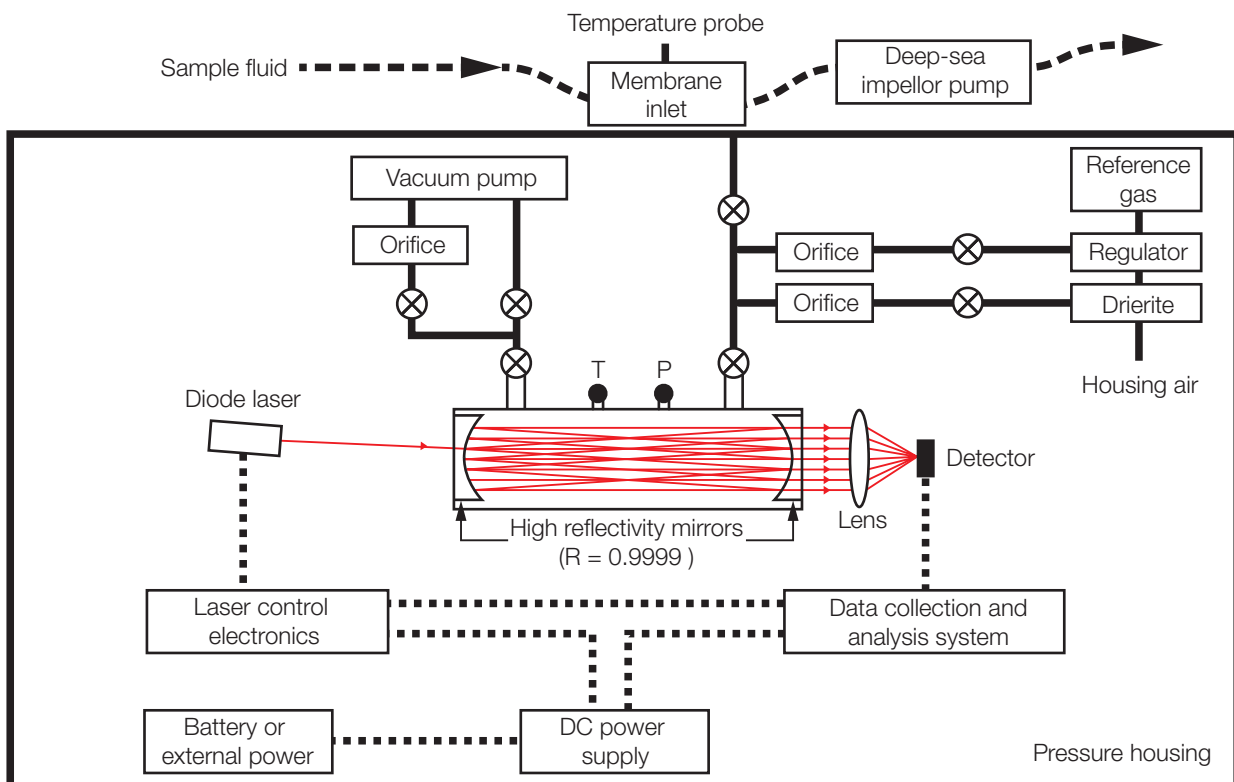 Temperature probe
Sample fluid
Membrane
inlet
Deep-sea
impellor pump
Vacuum pump
Reference
gas
Orifice
Orifice
Regulator
Orifice
Drierite
Housing air
T
P
Diode laser
Detector
Lens
High reflectivity mirrors
(R = 0.9999 )
Laser control
electronics
Data collection and
analysis system
Battery or
external power
DC power
supply
Pressure housing